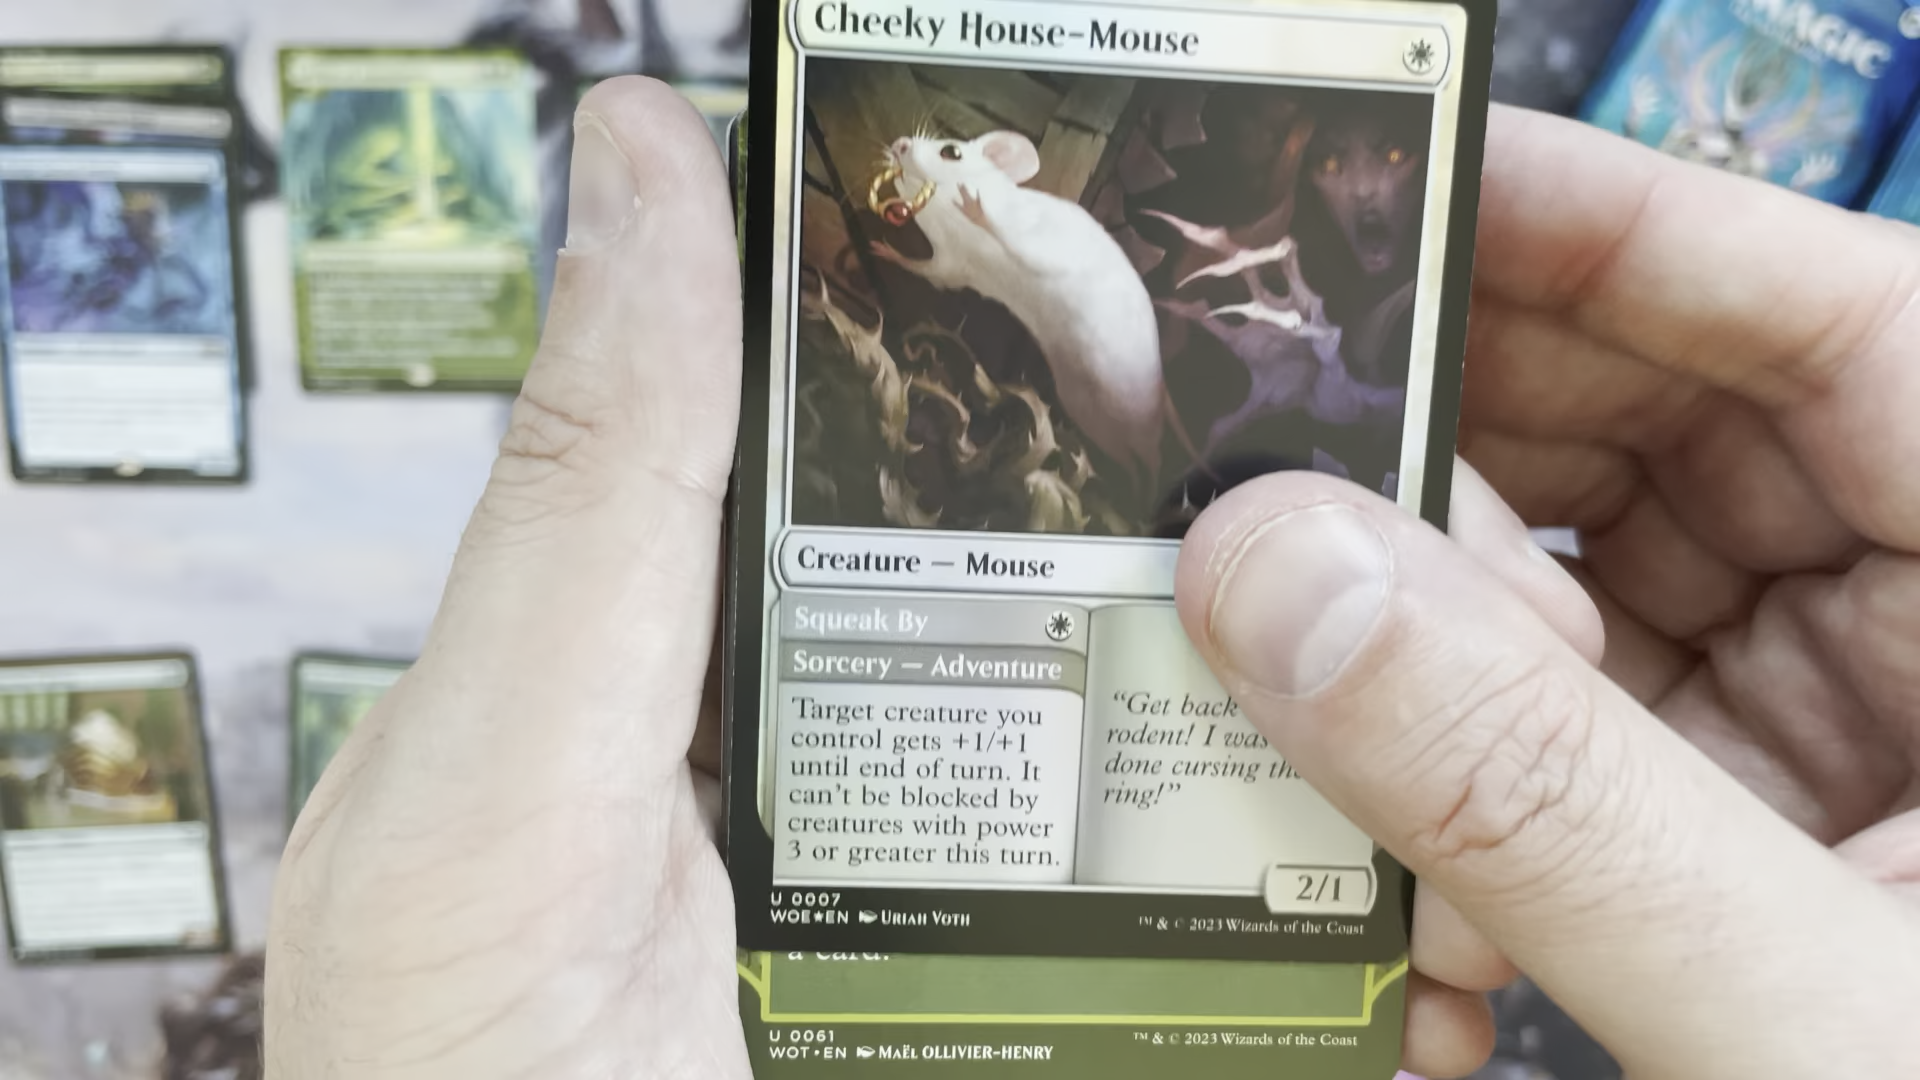 MAGIC
Cheeky House-Mouse
Creature — Mouse
Squeak By
Sorcery — Adventure
Target creature you
control gets +1/+1
until end of turn. It
can't be blocked by
creatures with power
3 or greater this turn.
"Get back
rodent! I was
done cursing
ring!"
2/1
U 0007
WOE★EN Uriah Voth
™ & © 2023 Wizards of the Coast
a card.
U 0061
WOT • EN Maël Ollivier-Henry
™ & © 2023 Wizards of the Coast